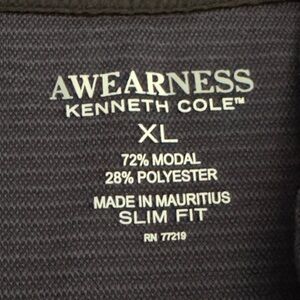 AWEARNESS
KENNETH COLE™
XL
72% MODAL
28% POLYESTER
MADE IN MAURITIUS
SLIM FIT
RN 77219